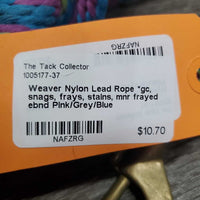 NAFZRG
The Tack Collector
1005177-37
Weaver Nylon Lead Rope *gc,
snags, frays, stains, mnr frayed
ebnd Pink/Grey/Blue
$10.70
NAFZRG